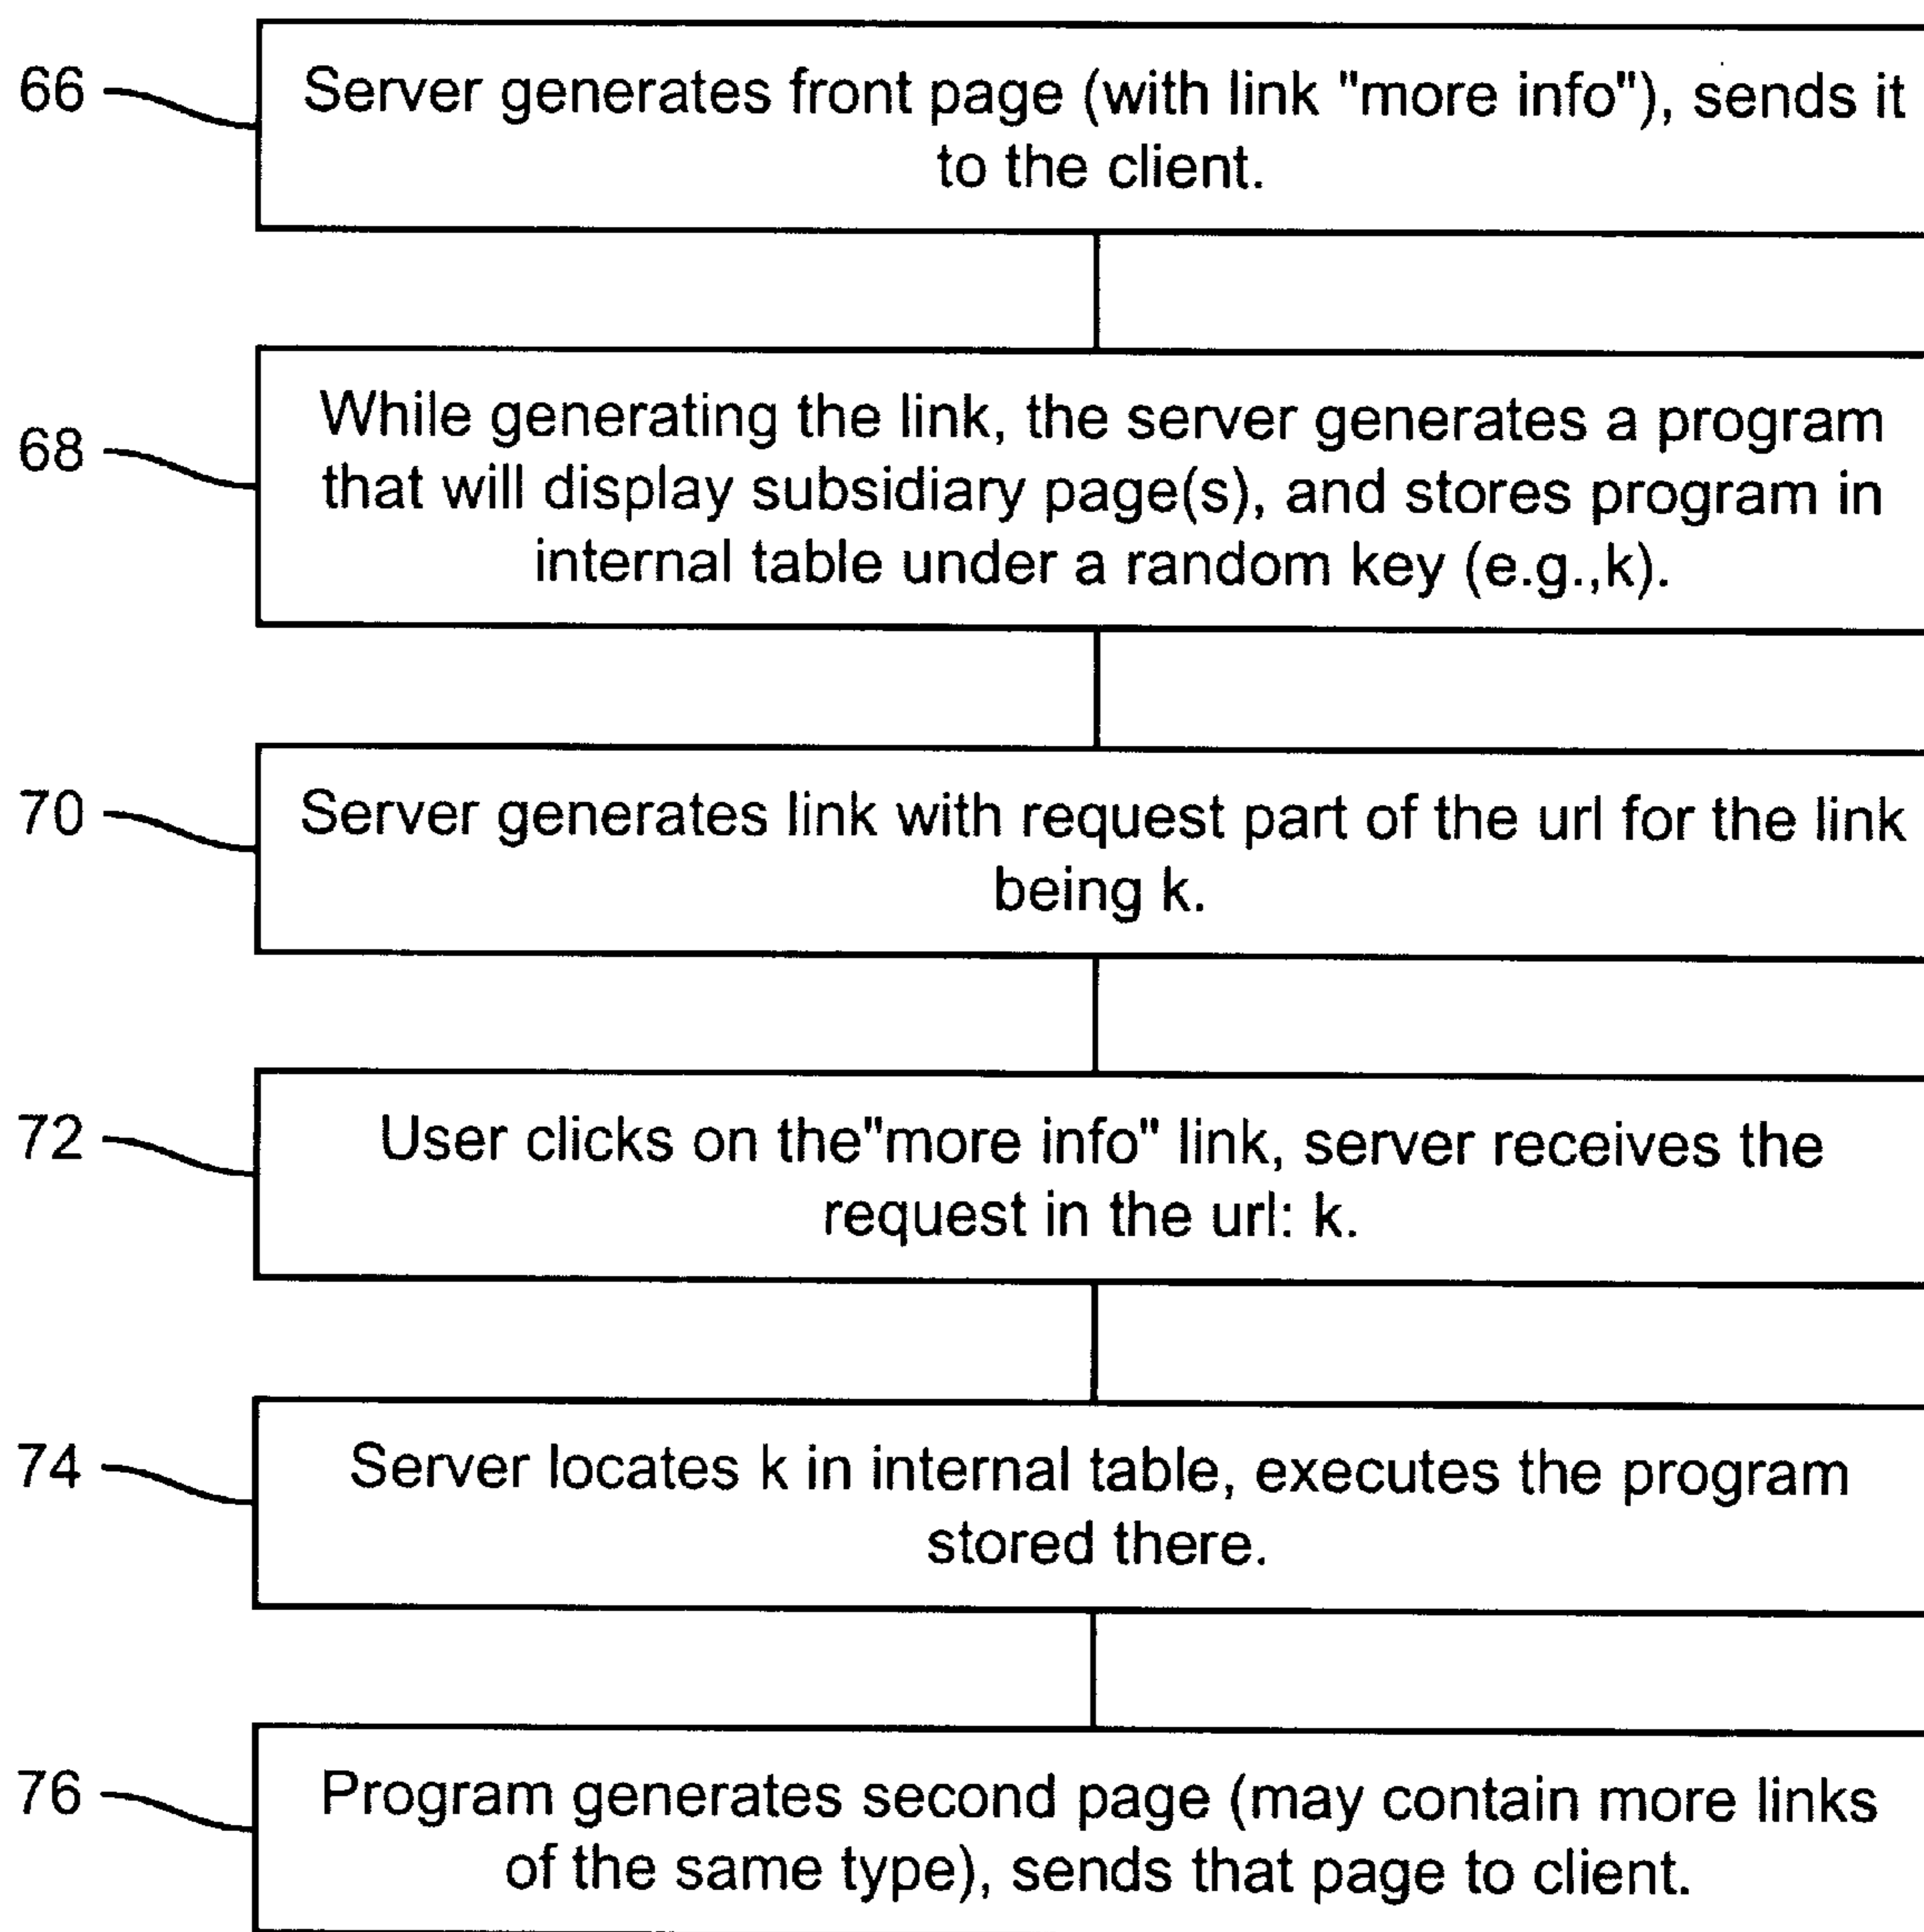 66
Server generates front page (with link "more info"), sends it
to the client.
68
While generating the link, the server generates a program
that will display subsidiary page(s), and stores program in
internal table under a random key (e.g.,k).
70
Server generates link with request part of the url for the link
being k.
72
User clicks on the"more info" link, server receives the
request in the url: k.
74
Server locates k in internal table, executes the program
stored there.
76
Program generates second page (may contain more links
of the same type), sends that page to client.